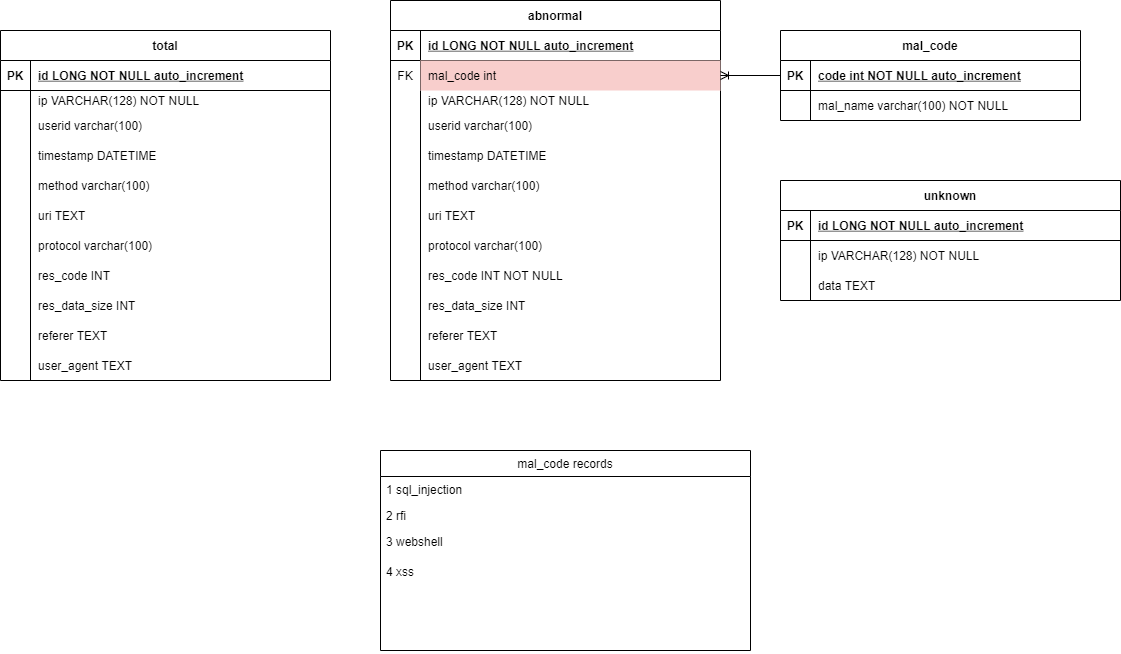 total
PK id LONG NOT NULL auto_increment
ip VARCHAR(128) NOT NULL
userid varchar(100)
timestamp DATETIME
method varchar(100)
uri TEXT
protocol varchar(100)
res_code INT
res_data_size INT
referer TEXT
user_agent TEXT
abnormal
PK id LONG NOT NULL auto_increment
FK mal_code int
ip VARCHAR(128) NOT NULL
userid varchar(100)
timestamp DATETIME
method varchar(100)
uri TEXT
protocol varchar(100)
res_code INT NOT NULL
res_data_size INT
referer TEXT
user_agent TEXT
mal_code
PK code int NOT NULL auto_increment
mal_name varchar(100) NOT NULL
unknown
PK id LONG NOT NULL auto_increment
ip VARCHAR(128) NOT NULL
data TEXT
mal_code records
1 sql_injection
2 rfi
3 webshell
4 xss